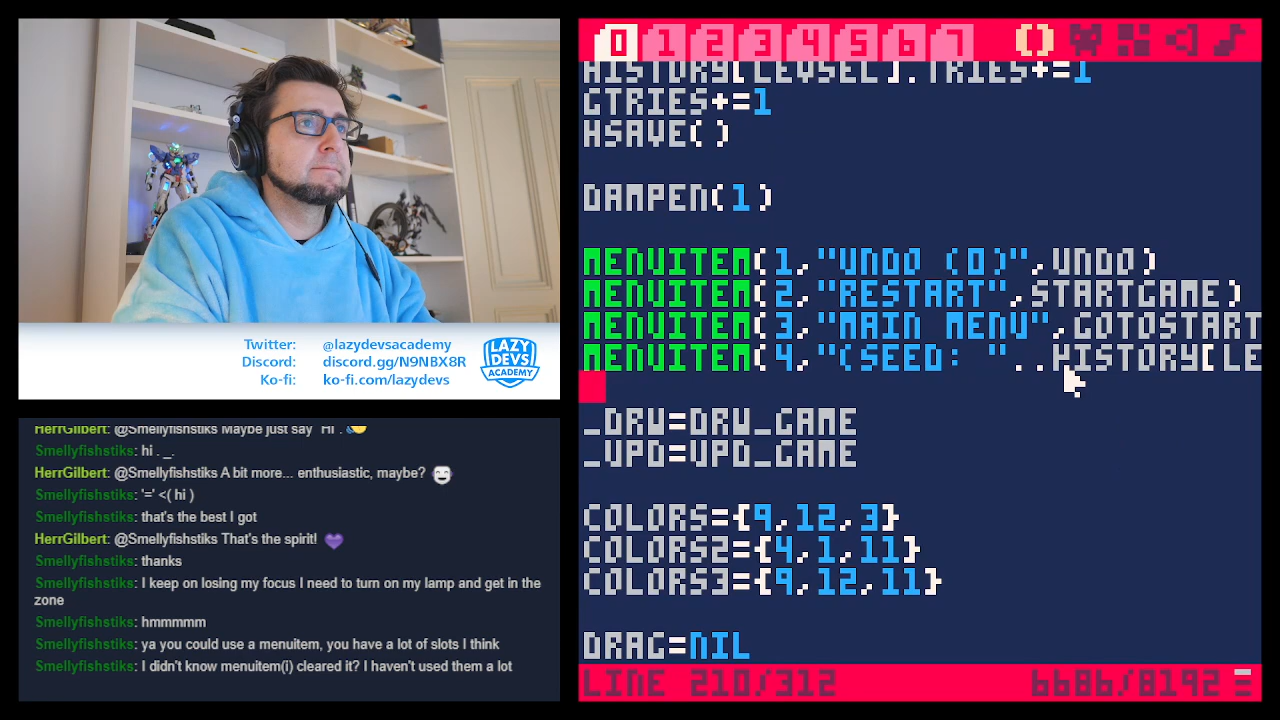 Twitter: @lazydevsacademy
Discord: discord.gg/N9NBX8R
Ko-fi: ko-fi.com/lazydevs
LAZY
DEVS
ACADEMY
HerrGilbert: @Smellyfishstiks Maybe just say "Hi".
Smellyfishstiks: hi . _.
HerrGilbert: @Smellyfishstiks A bit more... enthusiastic, maybe?
Smellyfishstiks: '=' <( hi )
Smellyfishstiks: that's the best I got
HerrGilbert: @Smellyfishstiks That's the spirit!
Smellyfishstiks: thanks
Smellyfishstiks: I keep on losing my focus I need to turn on my lamp and get in the
zone
Smellyfishstiks: hmmmmm
Smellyfishstiks: ya you could use a menuitem, you have a lot of slots I think
Smellyfishstiks: I didn't know menuitem(i) cleared it? I haven't used them a lot
0 1 2 3 4 5 6 7 ()
HISTORY[LEVSEL].TRIES+=1
GTRIES+=1
HSAVE()
DAMPEN(1)
MENUITEM(1,"UNDO (O)",UNDO)
MENUITEM(2,"RESTART",STARTGAME)
MENUITEM(3,"MAIN MENU",GOTOSTART
MENUITEM(4,"(SEED: "..HISTORY[LE
_DRW=DRW_GAME
_UPD=UPD_GAME
COLORS={9,12,3}
COLORS2={4,1,11}
COLORS3={9,12,11}
DRAG=NIL
LINE 210/312 6686/8192